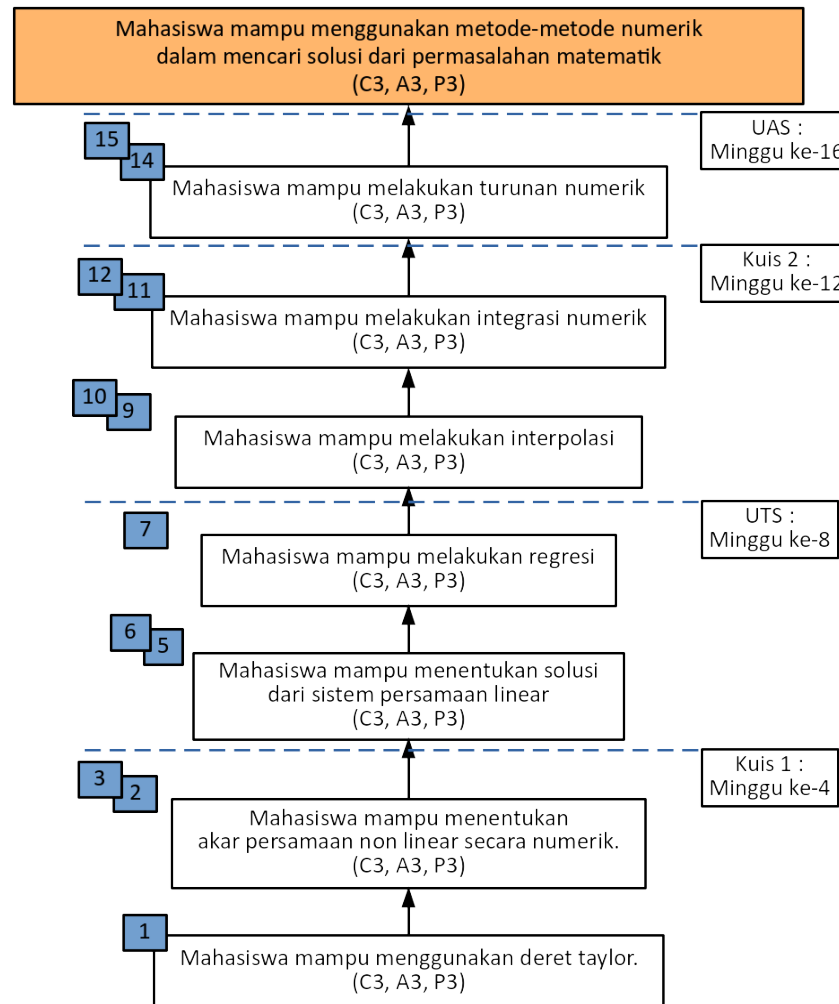 Mahasiswa mampu menggunakan metode-metode numerik
dalam mencari solusi dari permasalahan matematik
(C3, A3, P3)
15
14
UAS :
Minggu ke-16
Mahasiswa mampu melakukan turunan numerik
(C3, A3, P3)
12
11
Kuis 2 :
Minggu ke-12
Mahasiswa mampu melakukan integrasi numerik
(C3, A3, P3)
10
9
Mahasiswa mampu melakukan interpolasi
(C3, A3, P3)
7
UTS :
Minggu ke-8
Mahasiswa mampu melakukan regresi
(C3, A3, P3)
6
5
Mahasiswa mampu menentukan solusi
dari sistem persamaan linear
(C3, A3, P3)
3
2
Kuis 1 :
Minggu ke-4
Mahasiswa mampu menentukan
akar persamaan non linear secara numerik.
(C3, A3, P3)
1
Mahasiswa mampu menggunakan deret taylor.
(C3, A3, P3)